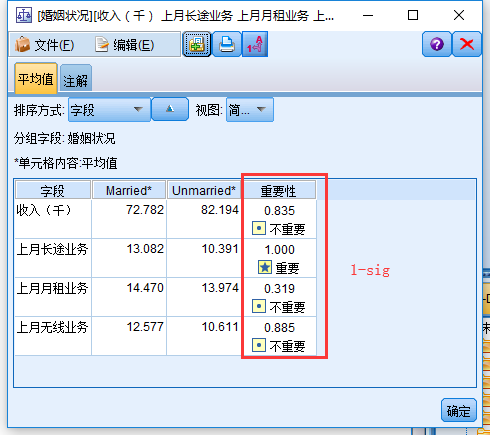 [婚姻状况][收入（千） 上月长途业务 上月月租业务 上...
文件(F) 编辑(E)
平均值 注解
排序方式: 字段 视图: 简...
分组字段: 婚姻状况
*单元格内容:平均值
字段 Married* Unmarried* 重要性
收入（千） 72.782 82.194 0.835
不重要
上月长途业务 13.082 10.391 1.000
重要
1-sig
上月月租业务 14.470 13.974 0.319
不重要
上月无线业务 12.577 10.611 0.885
不重要
确定